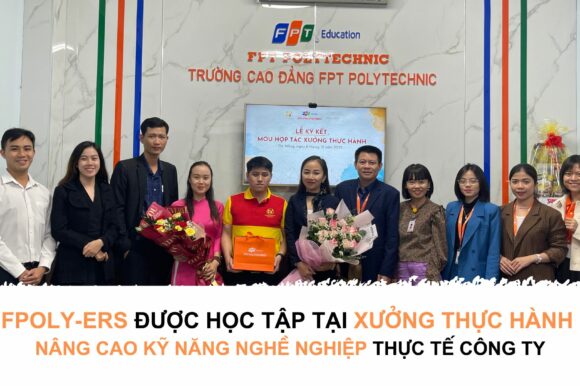 FPT Education
FPT POLYTECHNIC
TRƯỜNG CAO ĐẲNG FPT POLYTECHNIC
LỄ KÝ KẾT
MOU HỢP TÁC XƯỞNG THỰC HÀNH
FPOLY-ERS ĐƯỢC HỌC TẬP TẠI XƯỞNG THỰC HÀNH
NÂNG CAO KỸ NĂNG NGHỀ NGHIỆP THỰC TẾ CÔNG TY